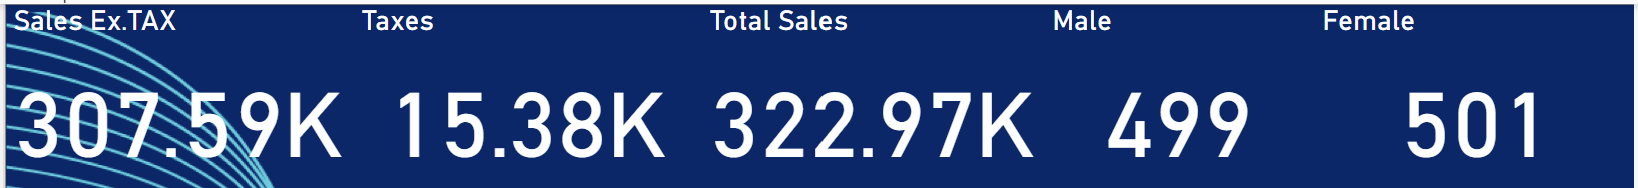 Sales Ex.TAX Taxes Total Sales Male Female
307.59K 15.38K 322.97K 499 501